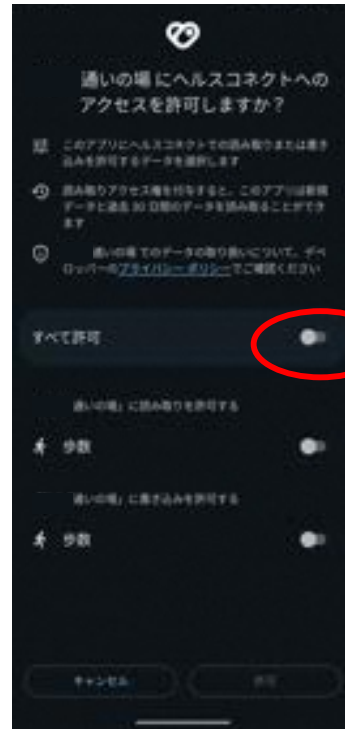 通いの場 にヘルスコネクトへの
アクセスを許可しますか？
このアプリにヘルスコネクトでの読み取りまたは書き
込みを許可するデータを選択します
読み取りアクセス権を付与すると、このアプリは新規
データと過去 30 日間のデータを読み取ることができ
ます
通いの場 でのデータの取り扱いについて、デベ
ロッパーのプライバシー ポリシーでご確認ください
すべて許可
通いの場」に読み取りを許可する
歩数
通いの場」に書き込みを許可する
歩数
キャンセル
許可